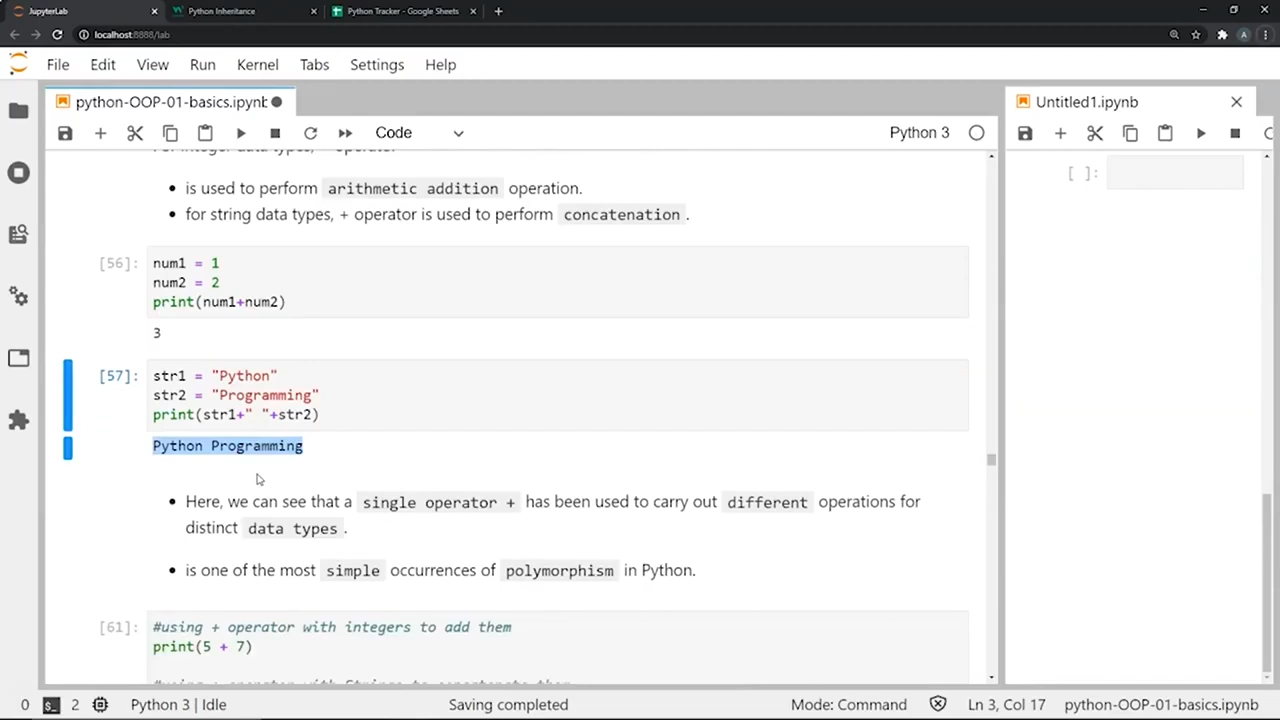 JupyterLab
Python Inheritance
Python Tracker - Google Sheets
localhost:8888/lab
A
File Edit View Run Kernel Tabs Settings Help
python-OOP-01-basics.ipynb
Untitled1.ipynb
Code
Python 3
is used to perform arithmetic addition operation.
for string data types, + operator is used to perform concatenation .
[56]:
num1 = 1
num2 = 2
print(num1+num2)
3
[57]:
str1 = "Python"
str2 = "Programming"
print(str1+" "+str2)
Python Programming
Here, we can see that a single operator + has been used to carry out different operations for
distinct data types .
is one of the most simple occurrences of polymorphism in Python.
[61]:
#using + operator with integers to add them
print(5 + 7)
[ ]:
0 2 Python 3 | Idle Saving completed Mode: Command Ln 3, Col 17 python-OOP-01-basics.ipynb